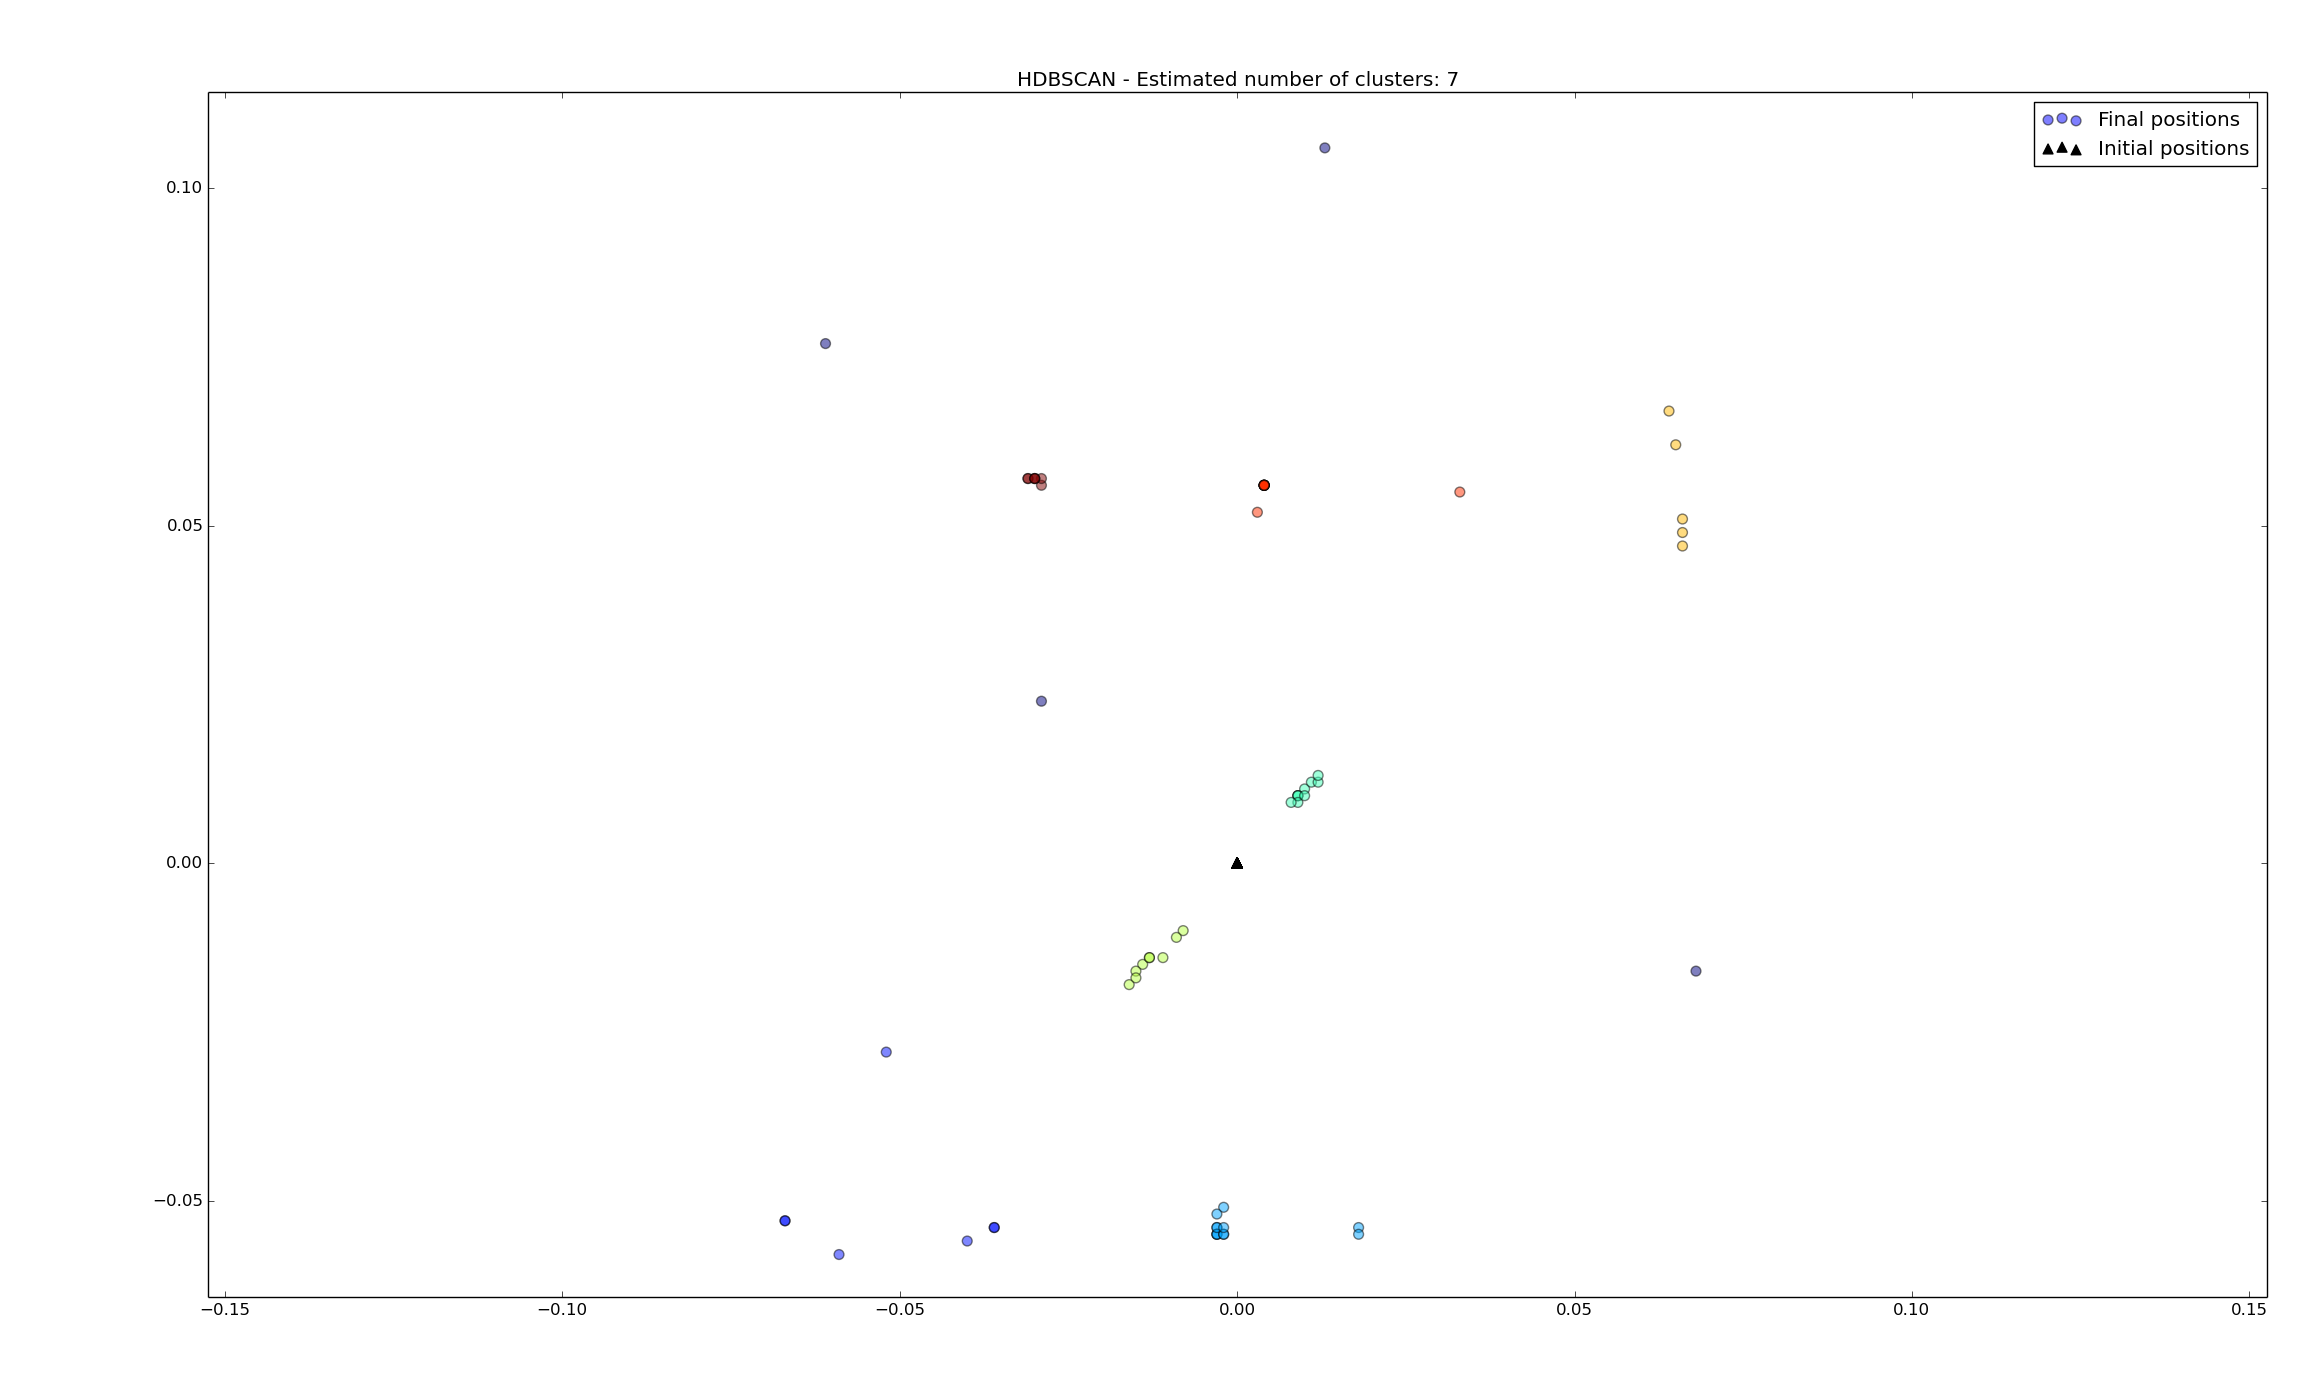 HDBSCAN - Estimated number of clusters: 7
Final positions
Initial positions
0.10
0.05
0.00
−0.05
−0.15 −0.10 −0.05 0.00 0.05 0.10 0.15